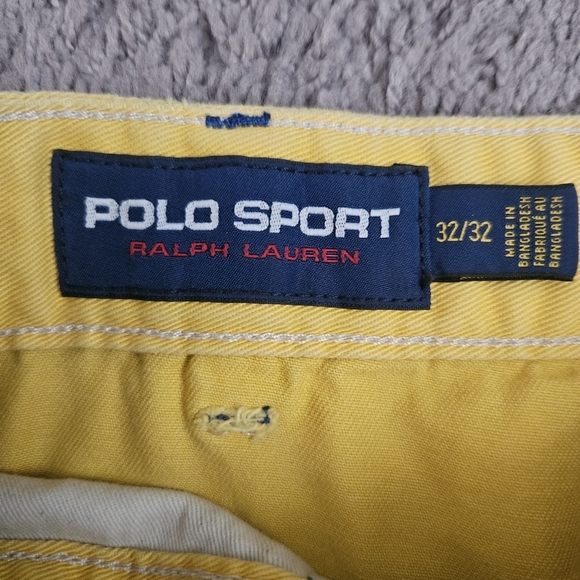 POLO SPORT
RALPH LAUREN
32/32
MADE IN
BANGLADESH
FABRIQUÉ AU
BANGLADESH